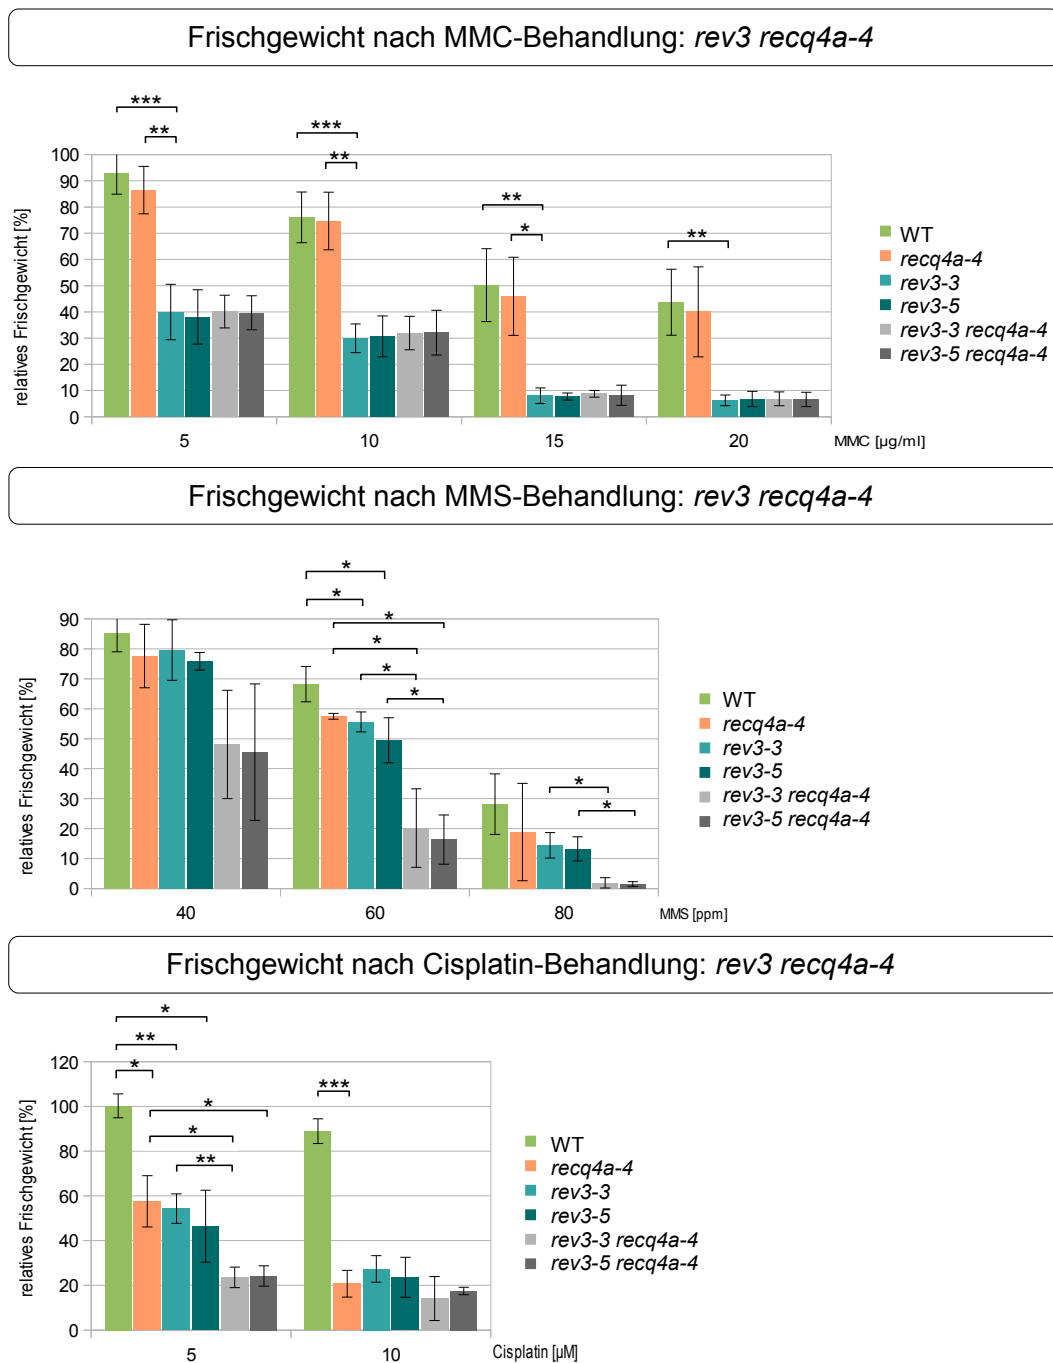 Frischgewicht nach MMC-Behandlung: rev3 recq4a-4
***
**
***
**
**
*
**
relatives Frischgewicht [%]
100
90
80
70
60
50
40
30
20
10
0
5 10 15 20 MMC [µg/ml]
WT
recq4a-4
rev3-3
rev3-5
rev3-3 recq4a-4
rev3-5 recq4a-4
Frischgewicht nach MMS-Behandlung: rev3 recq4a-4
*
*
*
*
*
*
*
*
relatives Frischgewicht [%]
90
80
70
60
50
40
30
20
10
0
40 60 80 MMS [ppm]
WT
recq4a-4
rev3-3
rev3-5
rev3-3 recq4a-4
rev3-5 recq4a-4
Frischgewicht nach Cisplatin-Behandlung: rev3 recq4a-4
*
**
*
*
*
**
***
relatives Frischgewicht [%]
120
100
80
60
40
20
0
5 10 Cisplatin [µM]
WT
recq4a-4
rev3-3
rev3-5
rev3-3 recq4a-4
rev3-5 recq4a-4